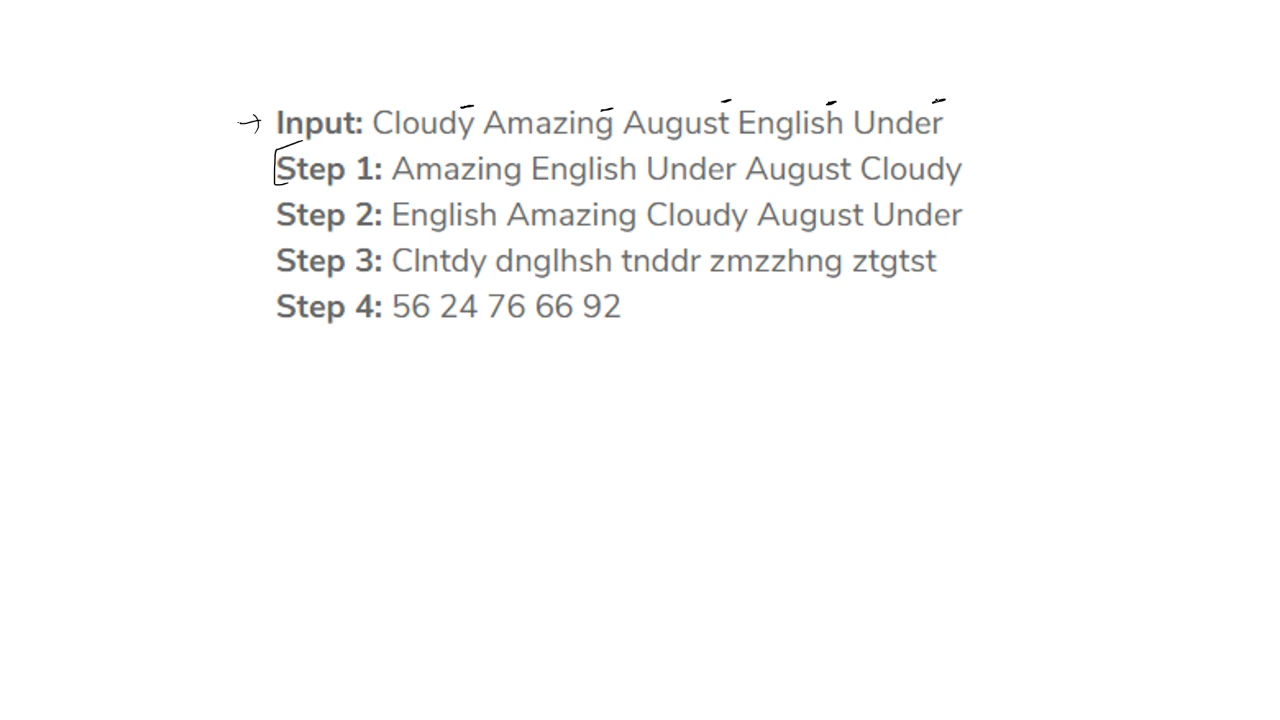 Input: Cloudy Amazing August English Under
Step 1: Amazing English Under August Cloudy
Step 2: English Amazing Cloudy August Under
Step 3: Clntdy dnglhsh tnddr zmzzhng ztgtst
Step 4: 56 24 76 66 92